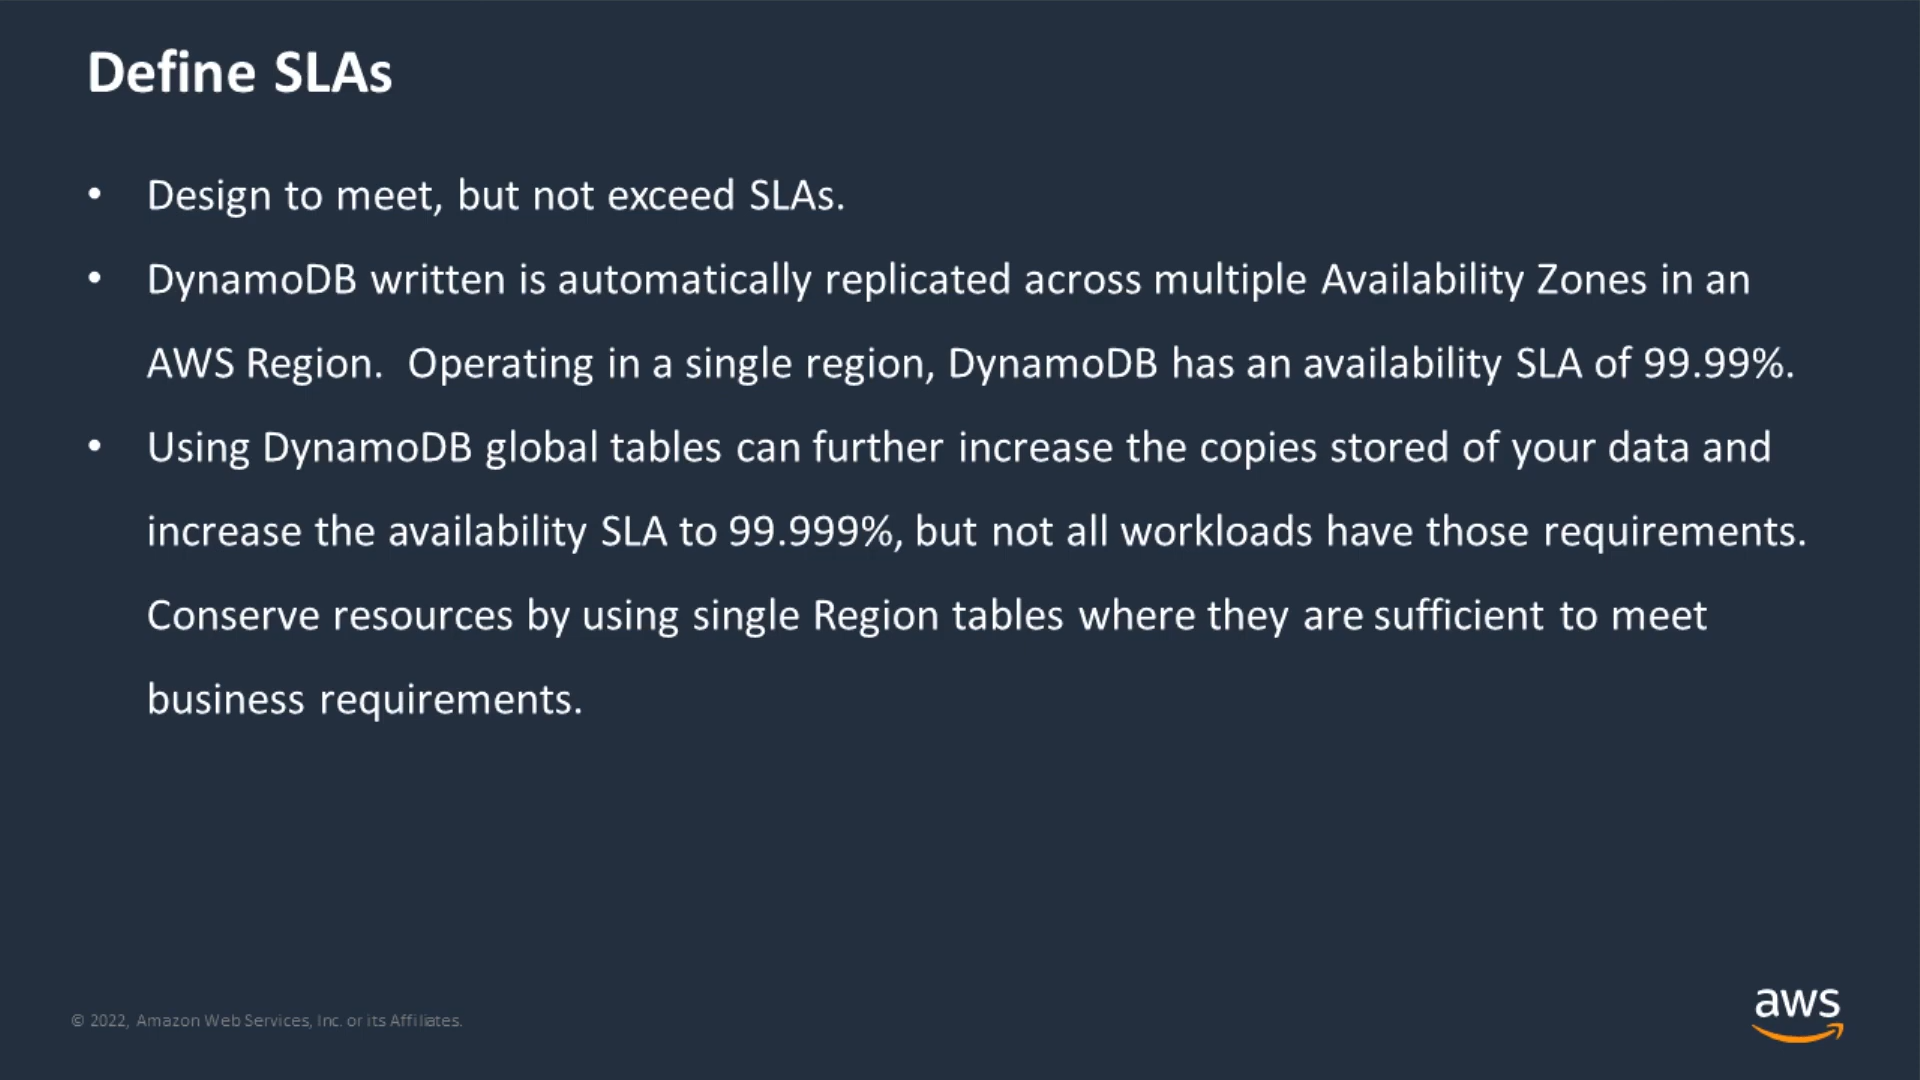 Define SLAs
• Design to meet, but not exceed SLAs.
• DynamoDB written is automatically replicated across multiple Availability Zones in an
AWS Region.  Operating in a single region, DynamoDB has an availability SLA of 99.99%.
• Using DynamoDB global tables can further increase the copies stored of your data and
increase the availability SLA to 99.999%, but not all workloads have those requirements.
Conserve resources by using single Region tables where they are sufficient to meet
business requirements.
© 2022, Amazon Web Services, Inc. or its Affiliates.
aws